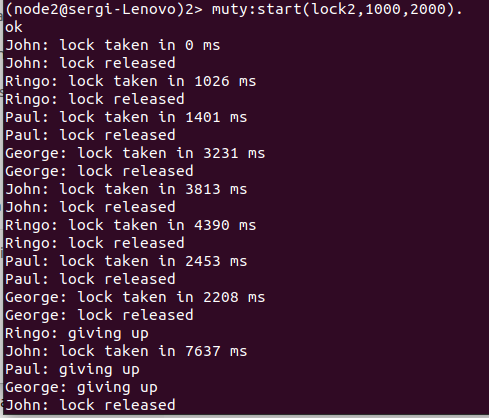 (node2@sergi-Lenovo)2> muty:start(lock2,1000,2000).
ok
John: lock taken in 0 ms
John: lock released
Ringo: lock taken in 1026 ms
Ringo: lock released
Paul: lock taken in 1401 ms
Paul: lock released
George: lock taken in 3231 ms
George: lock released
John: lock taken in 3813 ms
John: lock released
Ringo: lock taken in 4390 ms
Ringo: lock released
Paul: lock taken in 2453 ms
Paul: lock released
George: lock taken in 2208 ms
George: lock released
Ringo: giving up
John: lock taken in 7637 ms
Paul: giving up
George: giving up
John: lock released